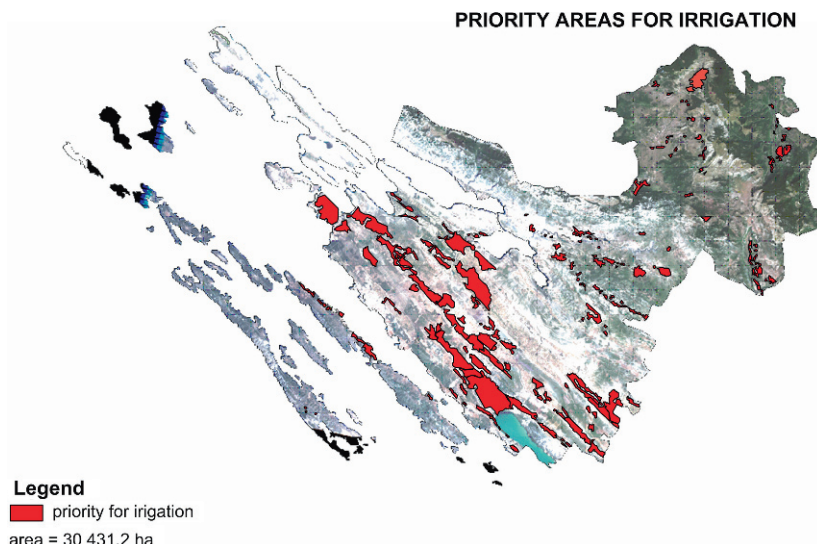 PRIORITY AREAS FOR IRRIGATION
Legend
priority for irigation
area = 30 431,2 ha